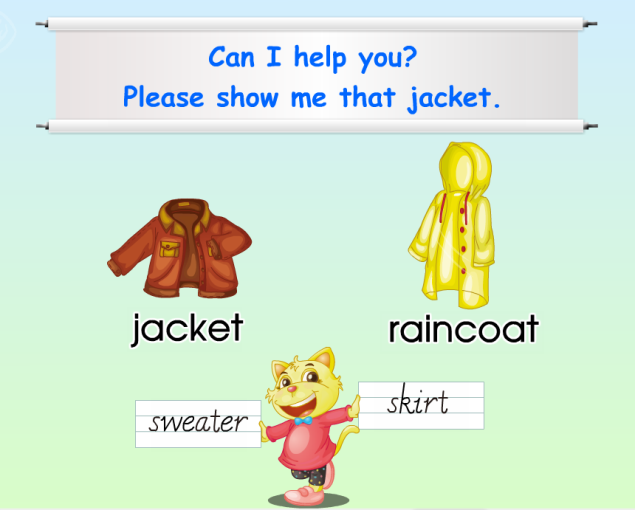 Can I help you?
Please show me that jacket.
jacket
raincoat
sweater
skirt